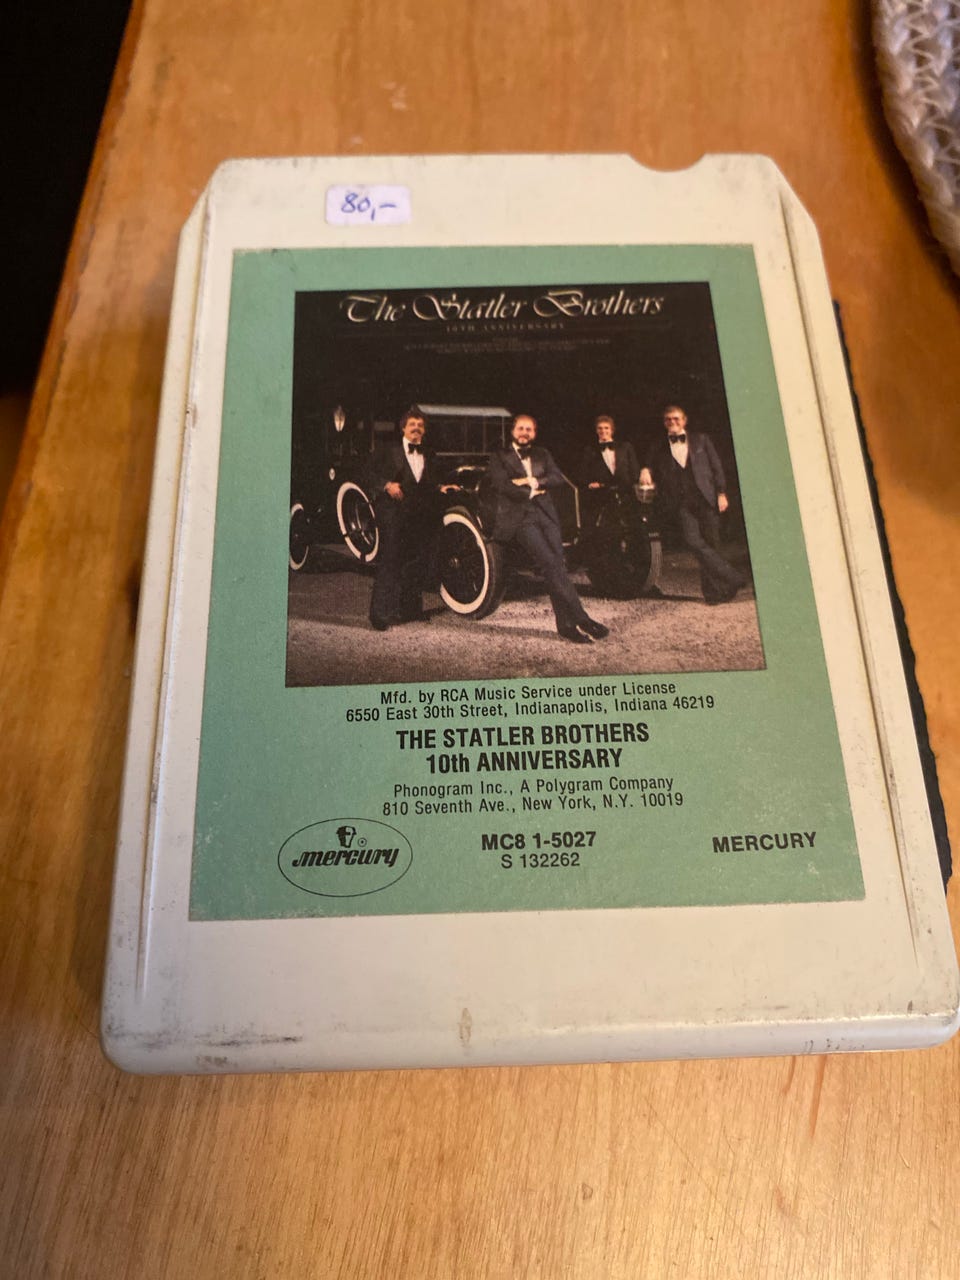 80,-
The Statler Brothers
10TH ANNIVERSARY
Mfd. by RCA Music Service under License
6550 East 30th Street, Indianapolis, Indiana 46219
THE STATLER BROTHERS
10th ANNIVERSARY
Phonogram Inc., A Polygram Company
810 Seventh Ave., New York, N.Y. 10019
mercury ®
MC8 1-5027
S 132262
MERCURY